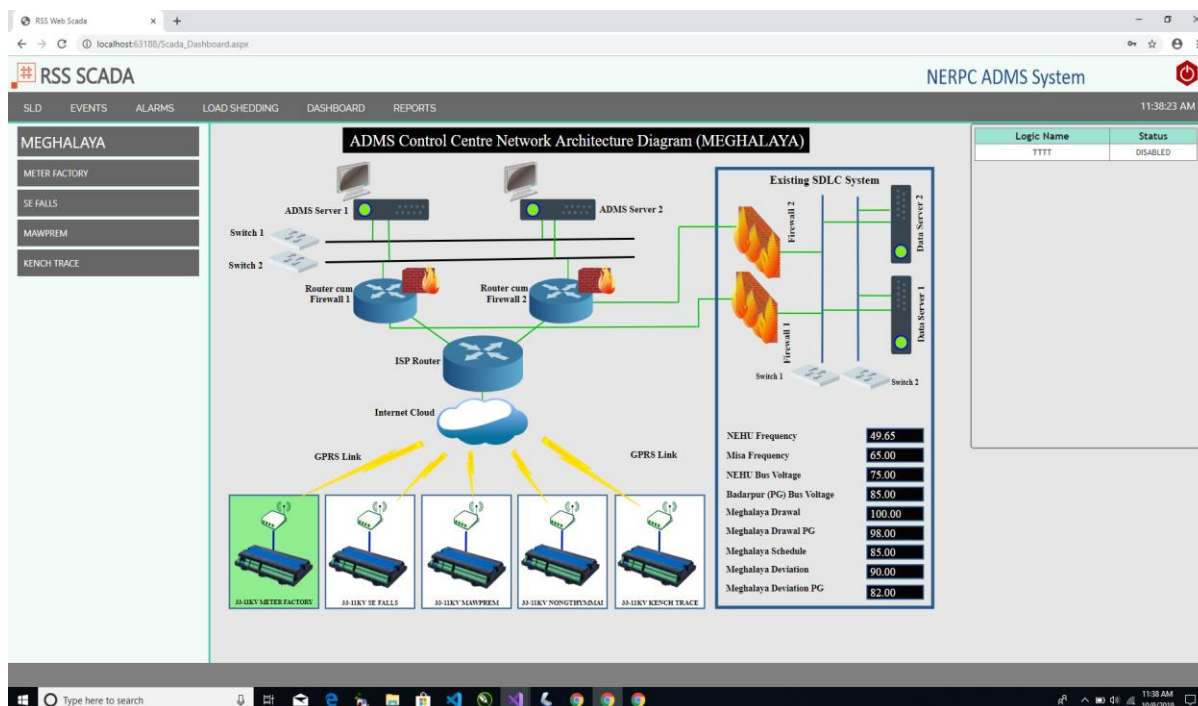 RSS Web Scada
localhost:63188/Scada_Dashboard.aspx
RSS SCADA
NERPC ADMS System
SLD EVENTS ALARMS LOAD SHEDDING DASHBOARD REPORTS 11:38:23 AM
MEGHALAYA
METER FACTORY
SE FALLS
MAWPREM
KENCH TRACE
ADMS Control Centre Network Architecture Diagram (MEGHALAYA)
ADMS Server 1
ADMS Server 2
Switch 1
Switch 2
Router cum
Firewall 1
Router cum
Firewall 2
ISP Router
Internet Cloud
GPRS Link
GPRS Link
33-11KV METER FACTORY
33-11KV SE FALLS
33-11KV MAWPREM
33-11KV NONGTHYMMAI
33-11KV KENCH TRACE
Existing SDLC System
Firewall 2
Data Server 2
Firewall 1
Data Server 1
Switch 1
Switch 2
NEHU Frequency 49.65
Misa Frequency 65.00
NEHU Bus Voltage 75.00
Badarpur (PG) Bus Voltage 85.00
Meghalaya Drawal 100.00
Meghalaya Drawal PG 98.00
Meghalaya Schedule 85.00
Meghalaya Deviation 90.00
Meghalaya Deviation PG 82.00
Logic Name Status
TTTT DISABLED
Type here to search
11:38 AM